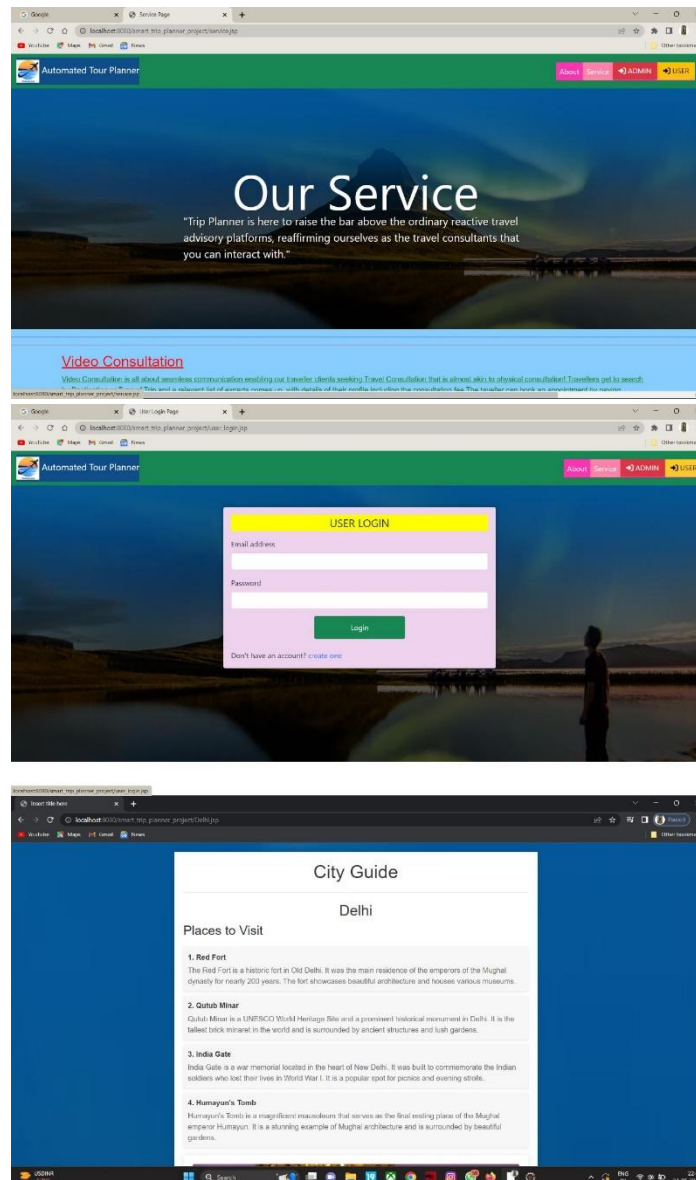 Google
Service Page
localhost:8080/smart_trip_planner_project/service.jsp
YouTube Maps Gmail News
Other bookma
Automated Tour Planner
About Service ADMIN USER
Our Service
"Trip Planner is here to raise the bar above the ordinary reactive travel
advisory platforms, reaffirming ourselves as the travel consultants that
you can interact with."
Video Consultation
Video Consultation is all about seamless communication enabling our traveller clients seeking Travel Consultation that is almost akin to physical consultation! Travellers get to search
localhost:8080/smart_trip_planner_project/service.jsp
Google
User Login Page
localhost:8080/smart_trip_planner_project/user_login.jsp
YouTube Maps Gmail News
Other bookma
Automated Tour Planner
About Service ADMIN USER
USER LOGIN
Email address
Password
Login
Don't have an account? create one
localhost:8080/smart_trip_planner_project/user_login.jsp
Insert title here
localhost:8080/smart_trip_planner_project/Delhi.jsp
YouTube Maps Gmail News
Other bookma
City Guide
Delhi
Places to Visit
1. Red Fort
The Red Fort is a historic fort in Old Delhi. It was the main residence of the emperors of the Mughal
dynasty for nearly 200 years. The fort showcases beautiful architecture and houses various museums.
2. Qutub Minar
Qutub Minar is a UNESCO World Heritage Site and a prominent historical monument in Delhi. It is the
tallest brick minaret in the world and is surrounded by ancient structures and lush gardens.
3. India Gate
India Gate is a war memorial located in the heart of New Delhi. It was built to commemorate the Indian
soldiers who lost their lives in World War I. It is a popular spot for picnics and evening strolls.
4. Humayun's Tomb
Humayun's Tomb is a magnificent mausoleum that serves as the final resting place of the Mughal
emperor Humayun. It is a stunning example of Mughal architecture and is surrounded by beautiful
gardens.
USDINR
Search
ENG